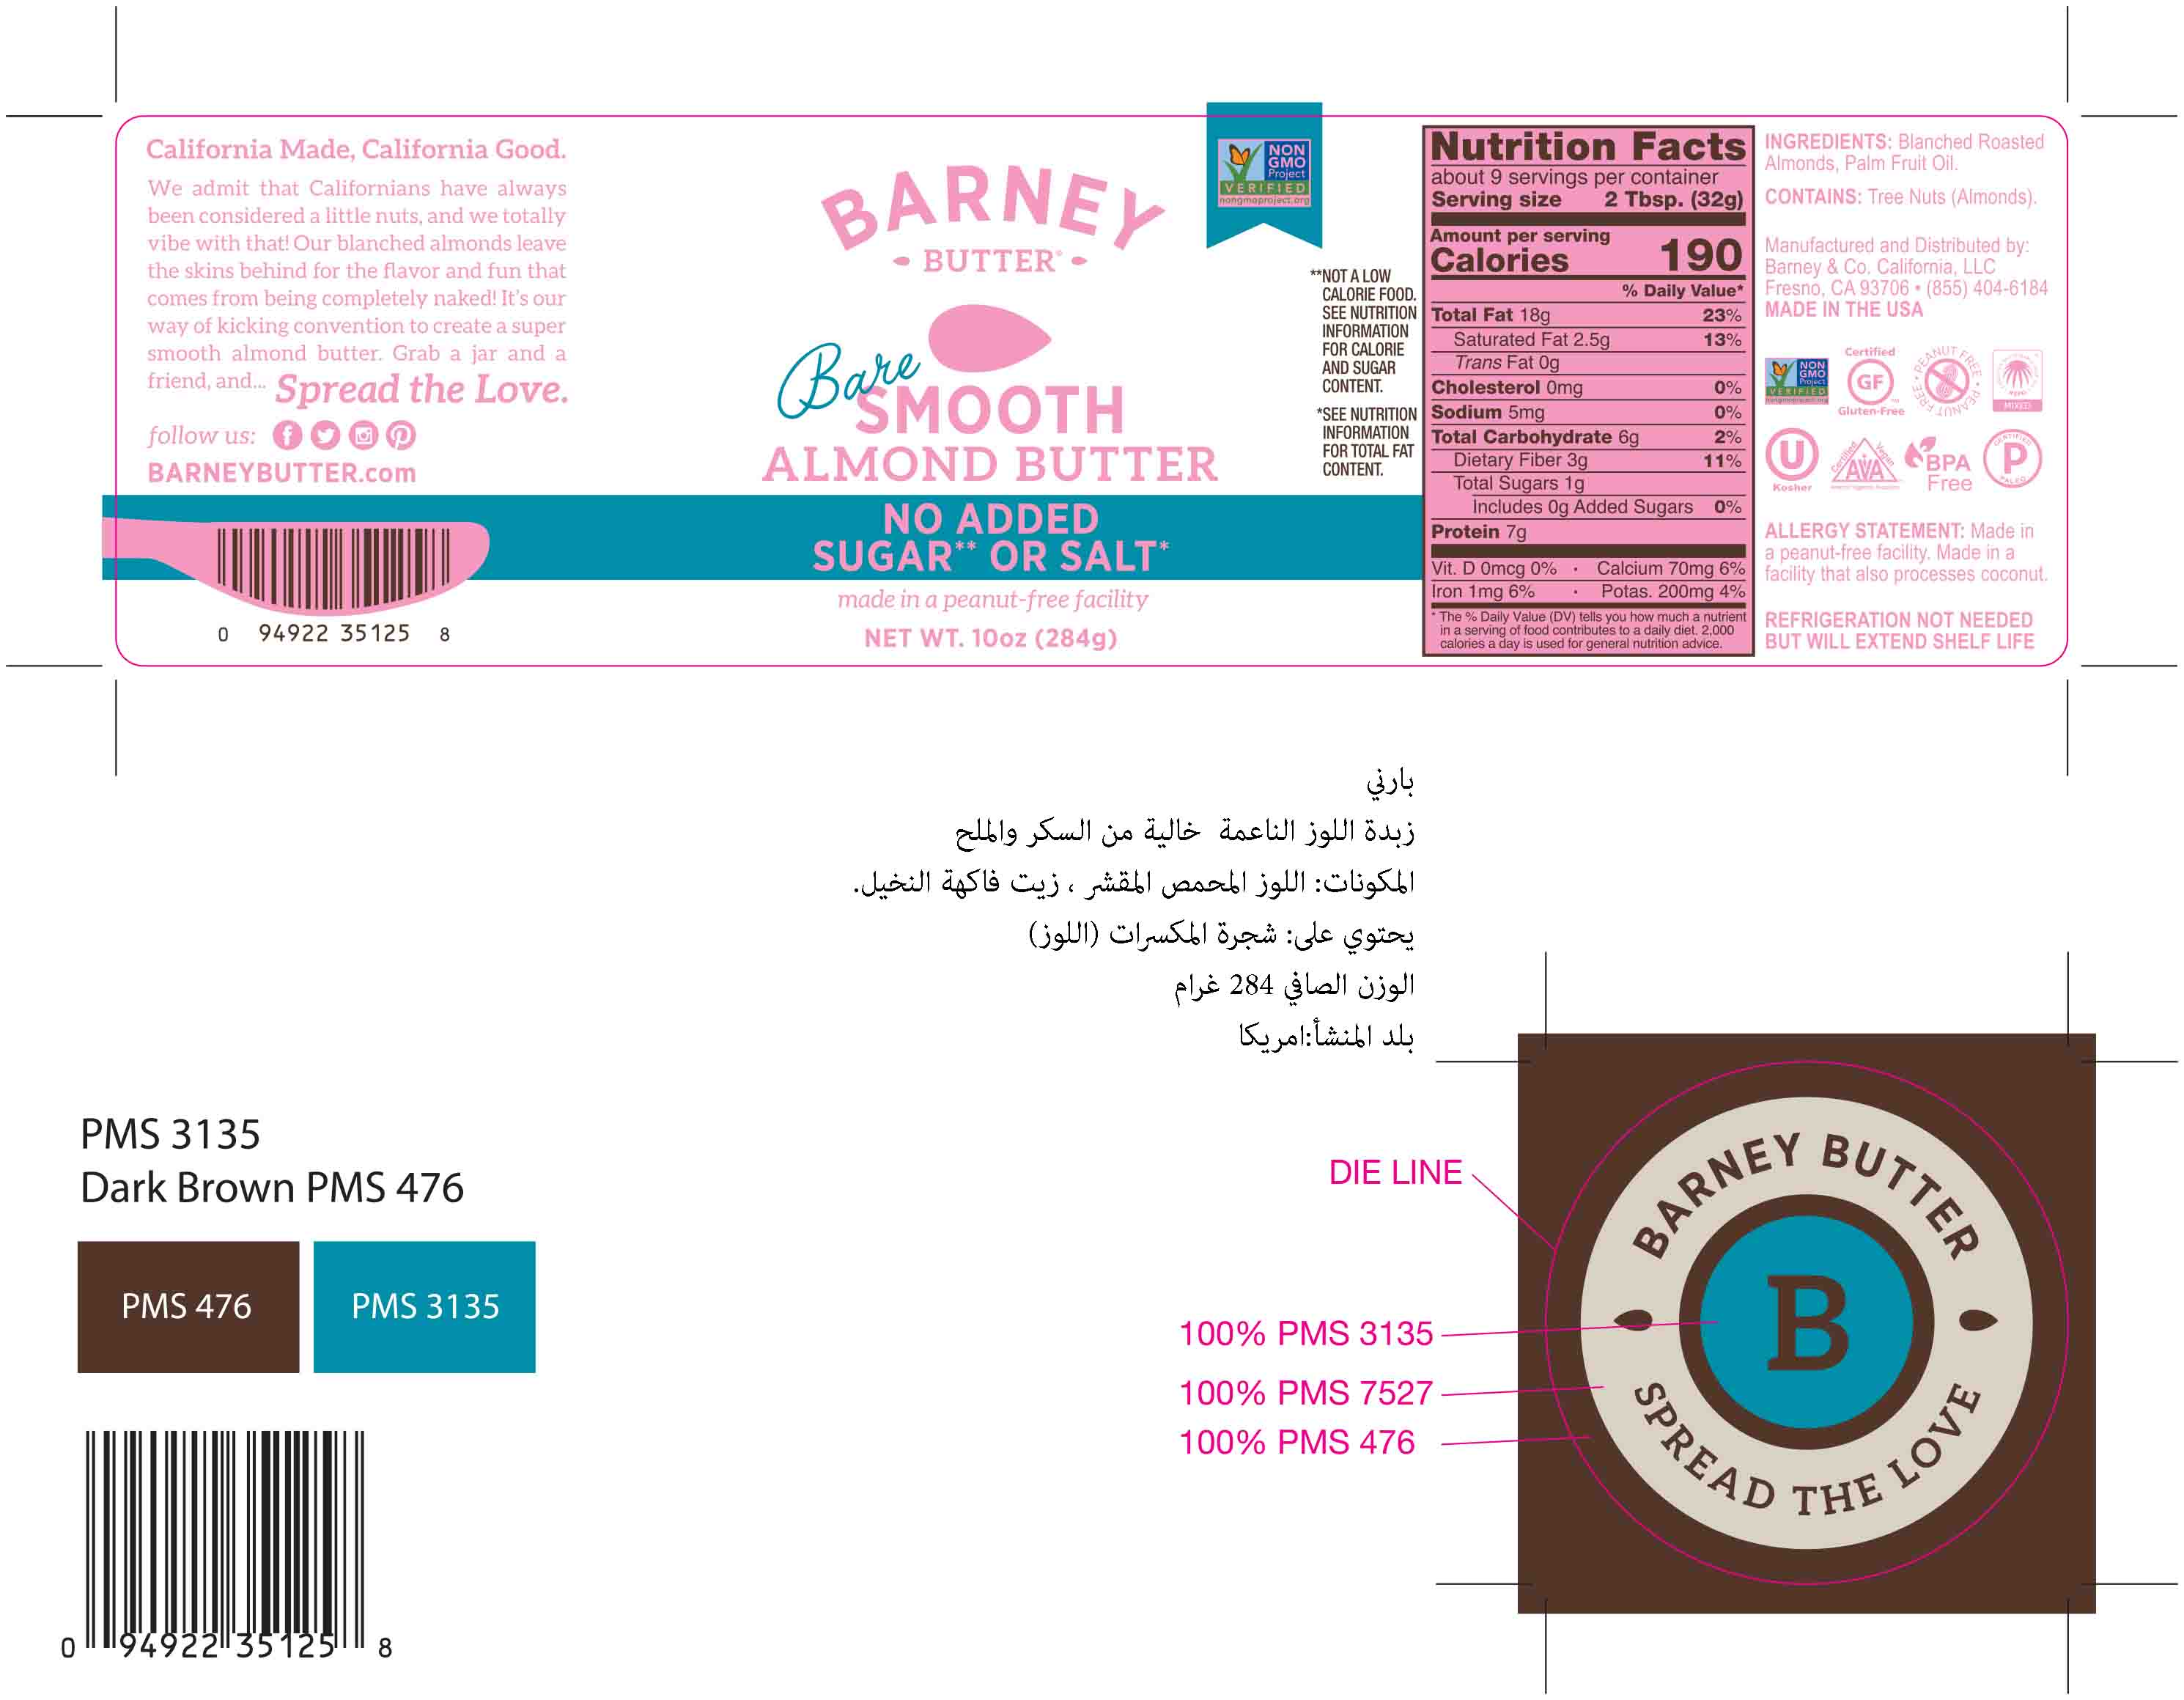 California Made, California Good.
We admit that Californians have always
been considered a little nuts, and we totally
vibe with that! Our blanched almonds leave
the skins behind for the flavor and fun that
comes from being completely naked! It's our
way of kicking convention to create a super
smooth almond butter. Grab a jar and a
friend, and... Spread the Love.
follow us:
BARNEYBUTTER.com
0 94922 35125 8
BARNEY
BUTTER®
Bare
SMOOTH
ALMOND BUTTER
NO ADDED
SUGAR** OR SALT*
made in a peanut-free facility
NET WT. 10oz (284g)
NON
GMO
Project
VERIFIED
nongmoproject.org
**NOT A LOW
CALORIE FOOD.
SEE NUTRITION
INFORMATION
FOR CALORIE
AND SUGAR
CONTENT.
*SEE NUTRITION
INFORMATION
FOR TOTAL FAT
CONTENT.
Nutrition Facts
about 9 servings per container
Serving size 2 Tbsp. (32g)
Amount per serving
Calories 190
% Daily Value*
Total Fat 18g 23%
Saturated Fat 2.5g 13%
Trans Fat 0g
Cholesterol 0mg 0%
Sodium 5mg 0%
Total Carbohydrate 6g 2%
Dietary Fiber 3g 11%
Total Sugars 1g
Includes 0g Added Sugars 0%
Protein 7g
Vit. D 0mcg 0% · Calcium 70mg 6%
Iron 1mg 6% · Potas. 200mg 4%
* The % Daily Value (DV) tells you how much a nutrient
in a serving of food contributes to a daily diet. 2,000
calories a day is used for general nutrition advice.
INGREDIENTS: Blanched Roasted
Almonds, Palm Fruit Oil.
CONTAINS: Tree Nuts (Almonds).
Manufactured and Distributed by:
Barney & Co. California, LLC
Fresno, CA 93706 • (855) 404-6184
MADE IN THE USA
NON
GMO
Project
VERIFIED
nongmoproject.org
Certified
GF
Gluten-Free
PEANUT FREE • PEANUT FREE •
MIXED
U
Kosher
Certified Vegan
AVA
BPA
Free
CERTIFIED
P
PALEO
ALLERGY STATEMENT: Made in
a peanut-free facility. Made in a
facility that also processes coconut.
REFRIGERATION NOT NEEDED
BUT WILL EXTEND SHELF LIFE
بارني
زبدة اللوز الناعمة خالية من السكر والملح
المكونات: اللوز المحمص المقشر ، زيت فاكهة النخيل.
يحتوي على: شجرة المكسرات (اللوز)
الوزن الصافي 284 غرام
بلد المنشأ:امريكا
PMS 3135
Dark Brown PMS 476
PMS 476
PMS 3135
0 94922 35125 8
DIE LINE
100% PMS 3135
100% PMS 7527
100% PMS 476
BARNEY BUTTER
B
SPREAD THE LOVE